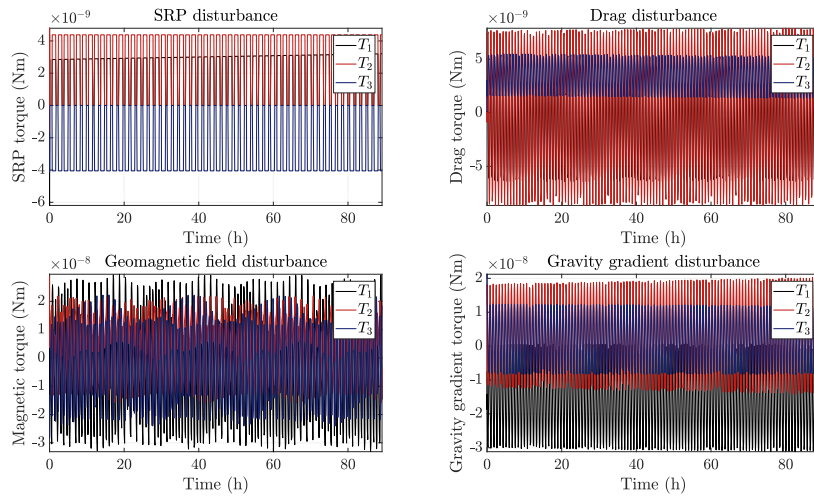 SRP disturbance
×10⁻⁹
4
2
0
-2
-4
-6
SRP torque (Nm)
0 20 40 60 80
Time (h)
T₁
T₂
T₃
Drag disturbance
×10⁻⁹
5
0
-5
Drag torque (Nm)
0 20 40 60 80
Time (h)
T₁
T₂
T₃
Geomagnetic field disturbance
×10⁻⁸
2
1
0
-1
-2
-3
Magnetic torque (Nm)
0 20 40 60 80
Time (h)
T₁
T₂
T₃
Gravity gradient disturbance
×10⁻⁸
2
1
0
-1
-2
-3
Gravity gradient torque (Nm)
0 20 40 60 80
Time (h)
T₁
T₂
T₃